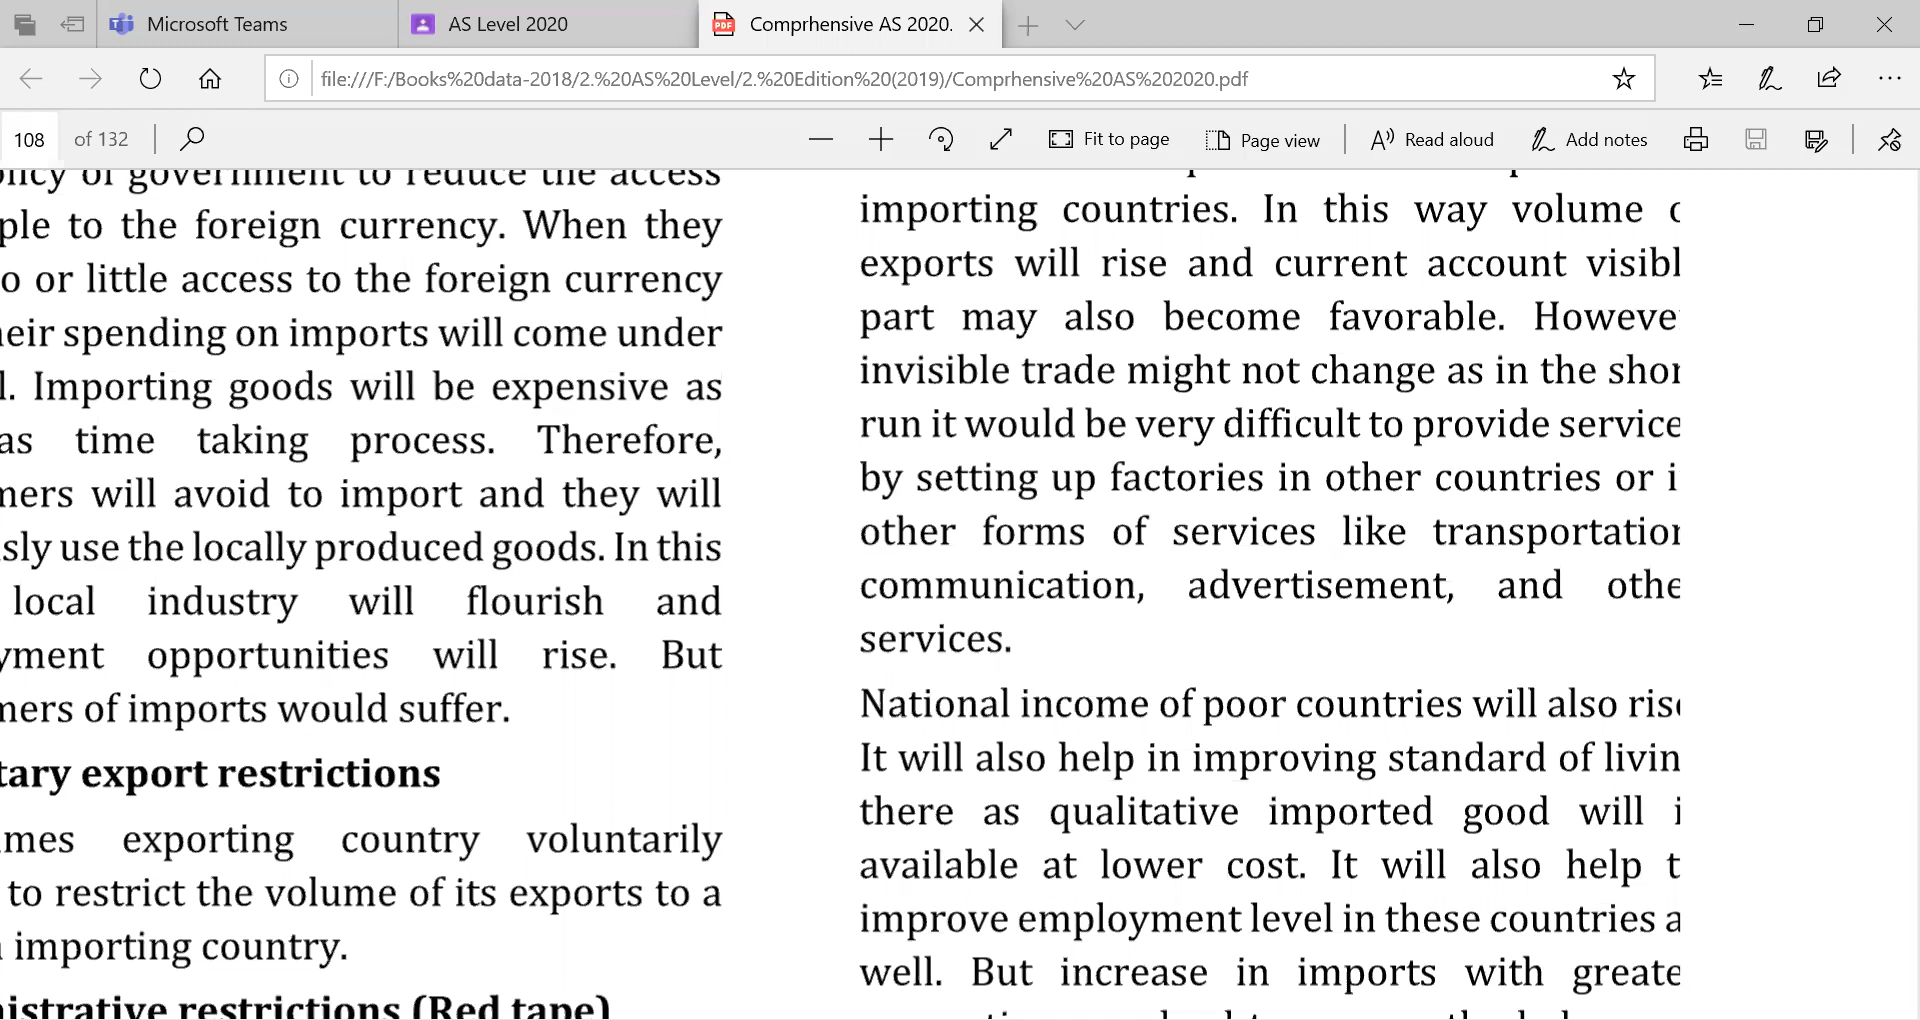 Microsoft Teams
AS Level 2020
Comprhensive AS 2020.
file:///F:/Books%20data-2018/2.%20AS%20Level/2.%20Edition%20(2019)/Comprhensive%20AS%202020.pdf
108 of 132
Fit to page
Page view
Read aloud
Add notes
of government to reduce the access
to the foreign currency. When they
or little access to the foreign currency
spending on imports will come under
Importing goods will be expensive as
as time taking process. Therefore,
will avoid to import and they will
use the locally produced goods. In this
local industry will flourish and
opportunities will rise. But
of imports would suffer.
export restrictions
exporting country voluntarily
to restrict the volume of its exports to a
importing country.
restrictions (Red tape)
importing countries. In this way volume
exports will rise and current account visibl
part may also become favorable. Howeve
invisible trade might not change as in the shor
run it would be very difficult to provide service
by setting up factories in other countries or i
other forms of services like transportation
communication, advertisement, and othe
services.
National income of poor countries will also ris
It will also help in improving standard of livin
there as qualitative imported good will i
available at lower cost. It will also help t
improve employment level in these countries a
well. But increase in imports with greate